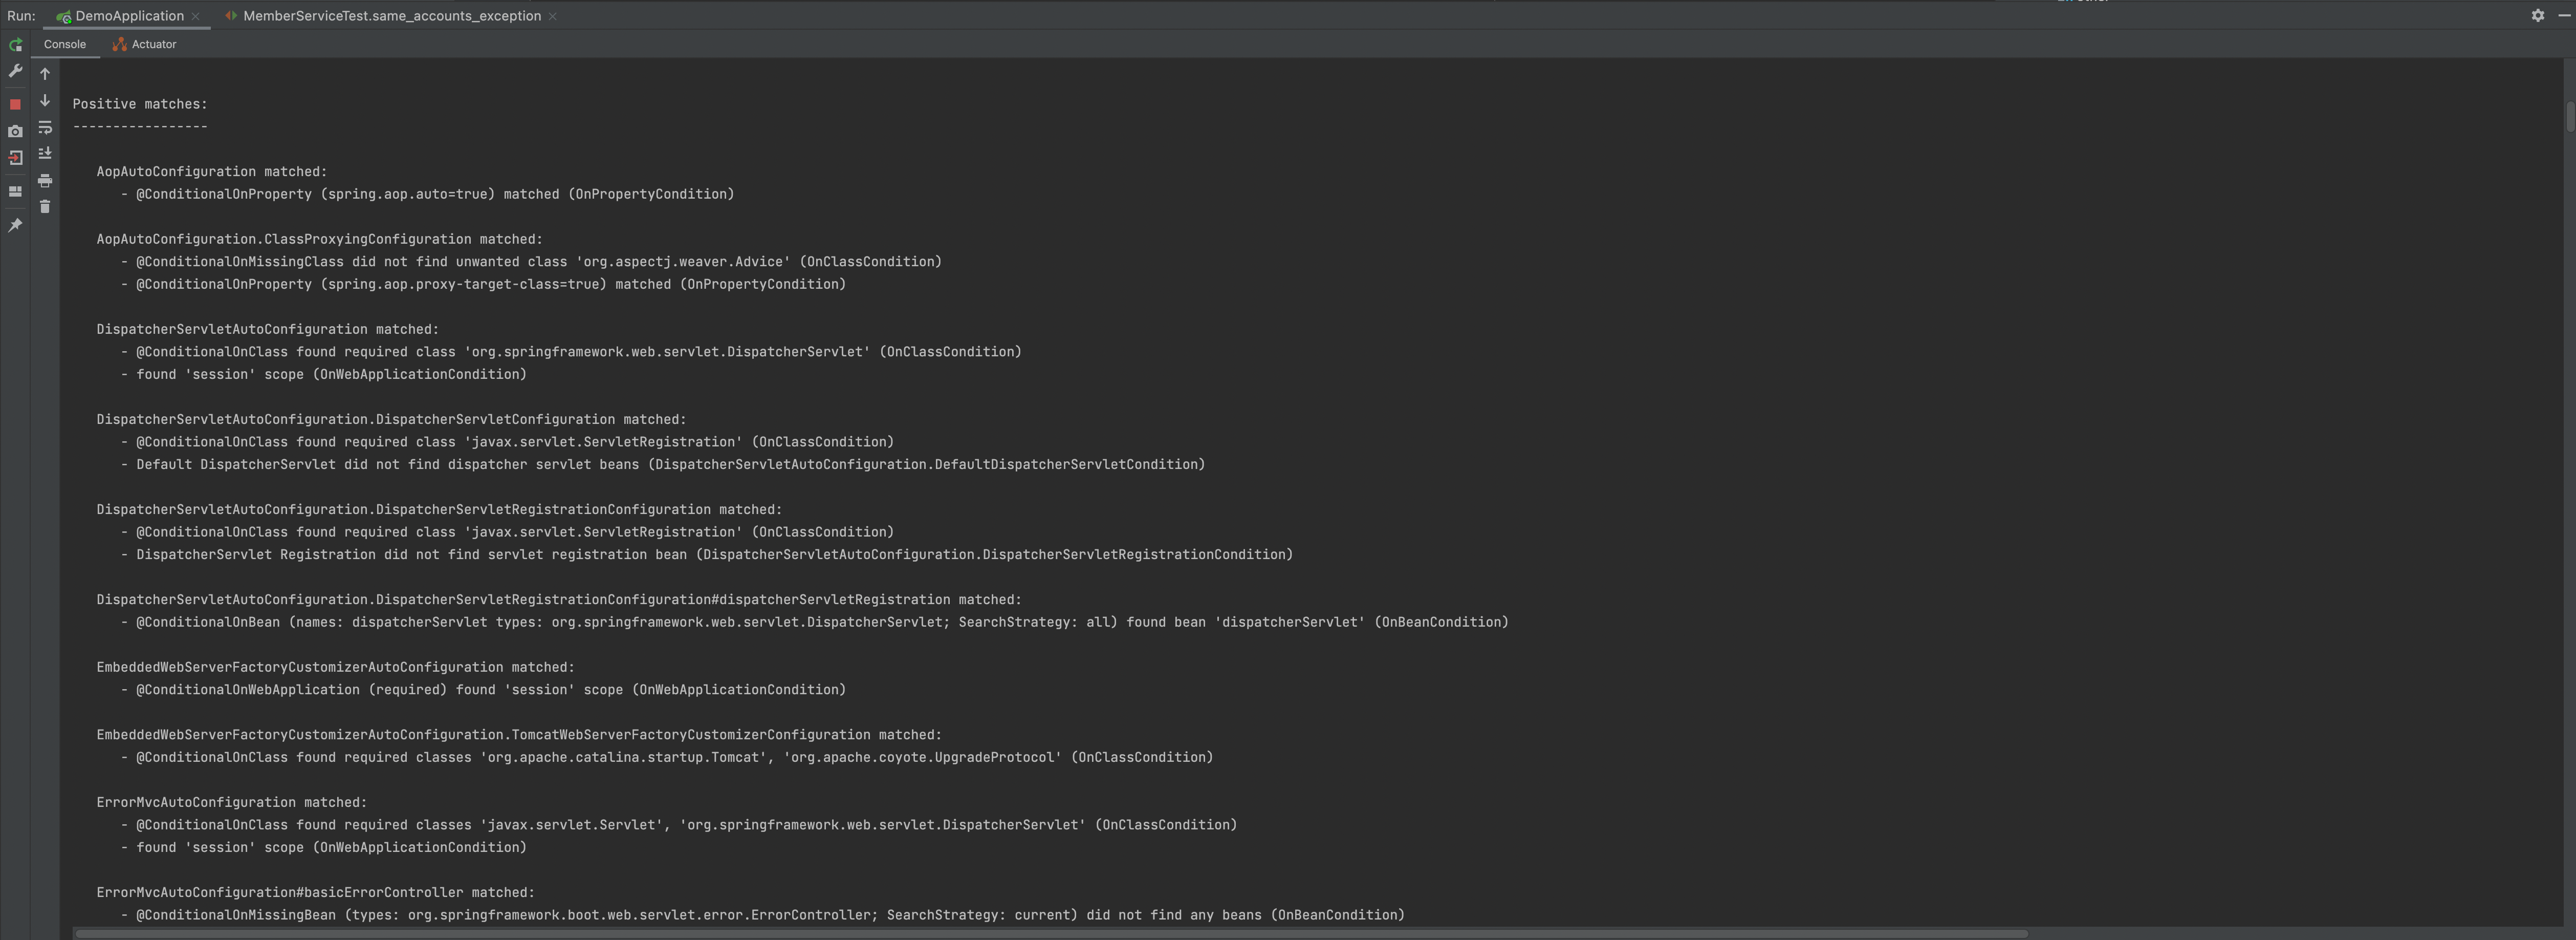 Run: DemoApplication MemberServiceTest.same_accounts_exception
Console Actuator
Positive matches:
-----------------
AopAutoConfiguration matched:
- @ConditionalOnProperty (spring.aop.auto=true) matched (OnPropertyCondition)
AopAutoConfiguration.ClassProxyingConfiguration matched:
- @ConditionalOnMissingClass did not find unwanted class 'org.aspectj.weaver.Advice' (OnClassCondition)
- @ConditionalOnProperty (spring.aop.proxy-target-class=true) matched (OnPropertyCondition)
DispatcherServletAutoConfiguration matched:
- @ConditionalOnClass found required class 'org.springframework.web.servlet.DispatcherServlet' (OnClassCondition)
- found 'session' scope (OnWebApplicationCondition)
DispatcherServletAutoConfiguration.DispatcherServletConfiguration matched:
- @ConditionalOnClass found required class 'javax.servlet.ServletRegistration' (OnClassCondition)
- Default DispatcherServlet did not find dispatcher servlet beans (DispatcherServletAutoConfiguration.DefaultDispatcherServletCondition)
DispatcherServletAutoConfiguration.DispatcherServletRegistrationConfiguration matched:
- @ConditionalOnClass found required class 'javax.servlet.ServletRegistration' (OnClassCondition)
- DispatcherServlet Registration did not find servlet registration bean (DispatcherServletAutoConfiguration.DispatcherServletRegistrationCondition)
DispatcherServletAutoConfiguration.DispatcherServletRegistrationConfiguration#dispatcherServletRegistration matched:
- @ConditionalOnBean (names: dispatcherServlet types: org.springframework.web.servlet.DispatcherServlet; SearchStrategy: all) found bean 'dispatcherServlet' (OnBeanCondition)
EmbeddedWebServerFactoryCustomizerAutoConfiguration matched:
- @ConditionalOnWebApplication (required) found 'session' scope (OnWebApplicationCondition)
EmbeddedWebServerFactoryCustomizerAutoConfiguration.TomcatWebServerFactoryCustomizerConfiguration matched:
- @ConditionalOnClass found required classes 'org.apache.catalina.startup.Tomcat', 'org.apache.coyote.UpgradeProtocol' (OnClassCondition)
ErrorMvcAutoConfiguration matched:
- @ConditionalOnClass found required classes 'javax.servlet.Servlet', 'org.springframework.web.servlet.DispatcherServlet' (OnClassCondition)
- found 'session' scope (OnWebApplicationCondition)
ErrorMvcAutoConfiguration#basicErrorController matched:
- @ConditionalOnMissingBean (types: org.springframework.boot.web.servlet.error.ErrorController; SearchStrategy: current) did not find any beans (OnBeanCondition)